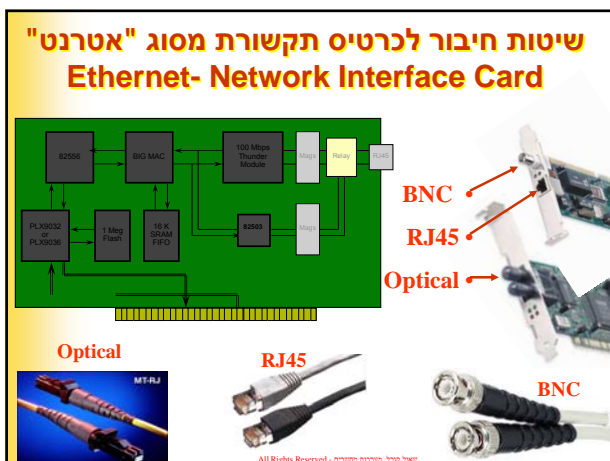 שיטות חיבור לכרטיס תקשורת מסוג "אטרנט"
Ethernet- Network Interface Card
82556
BIG MAC
100 Mbps
Thunder
Module
Mags
Relay
RJ45
PLX9032
or
PLX9036
1 Meg
Flash
16 K
SRAM
FIFO
82503
Mags
BNC
RJ45
Optical
Optical
MT-RJ
RJ45
BNC
All Rights Reserved -